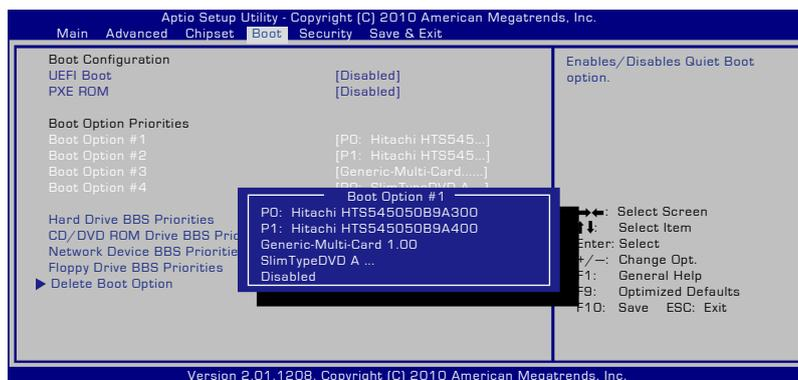 Aptio Setup Utility - Copyright (C) 2010 American Megatrends, Inc.
Main Advanced Chipset Boot Security Save & Exit
Boot Configuration
UEFI Boot [Disabled]
PXE ROM [Disabled]
Boot Option Priorities
Boot Option #1 [P0: Hitachi HTS545...]
Boot Option #2 [P1: Hitachi HTS545...]
Boot Option #3 [Generic-Multi-Card......]
Boot Option #4
Hard Drive BBS Priorities
CD/DVD ROM Drive BBS
Network Device BBS
Floppy Drive BBS Priorities
Delete Boot Option
Boot Option #1
P0: Hitachi HTS545050B9A300
P1: Hitachi HTS545050B9A400
Generic-Multi-Card 1.00
SlimTypeDVD A ...
Disabled
Enables/Disables Quiet Boot
option.
→←: Select Screen
↑↓: Select Item
Enter: Select
+/—: Change Opt.
F1: General Help
F9: Optimized Defaults
F10: Save ESC: Exit
Version 2.01.1208. Copyright (C) 2010 American Megatrends, Inc.